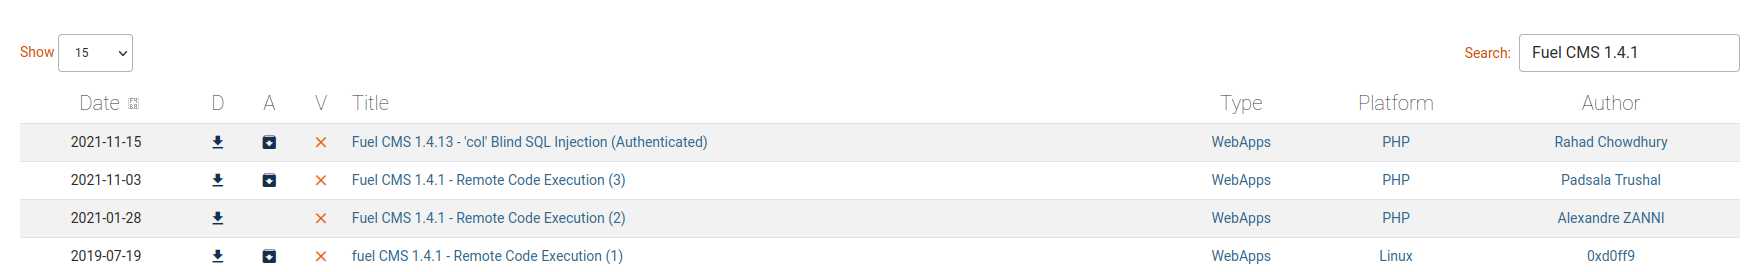 Show 15 Search: Fuel CMS 1.4.1
Date D A V Title Type Platform Author
2021-11-15 Fuel CMS 1.4.13 - 'col' Blind SQL Injection (Authenticated) WebApps PHP Rahad Chowdhury
2021-11-03 Fuel CMS 1.4.1 - Remote Code Execution (3) WebApps PHP Padsala Trushal
2021-01-28 Fuel CMS 1.4.1 - Remote Code Execution (2) WebApps PHP Alexandre ZANNI
2019-07-19 fuel CMS 1.4.1 - Remote Code Execution (1) WebApps Linux 0xd0ff9